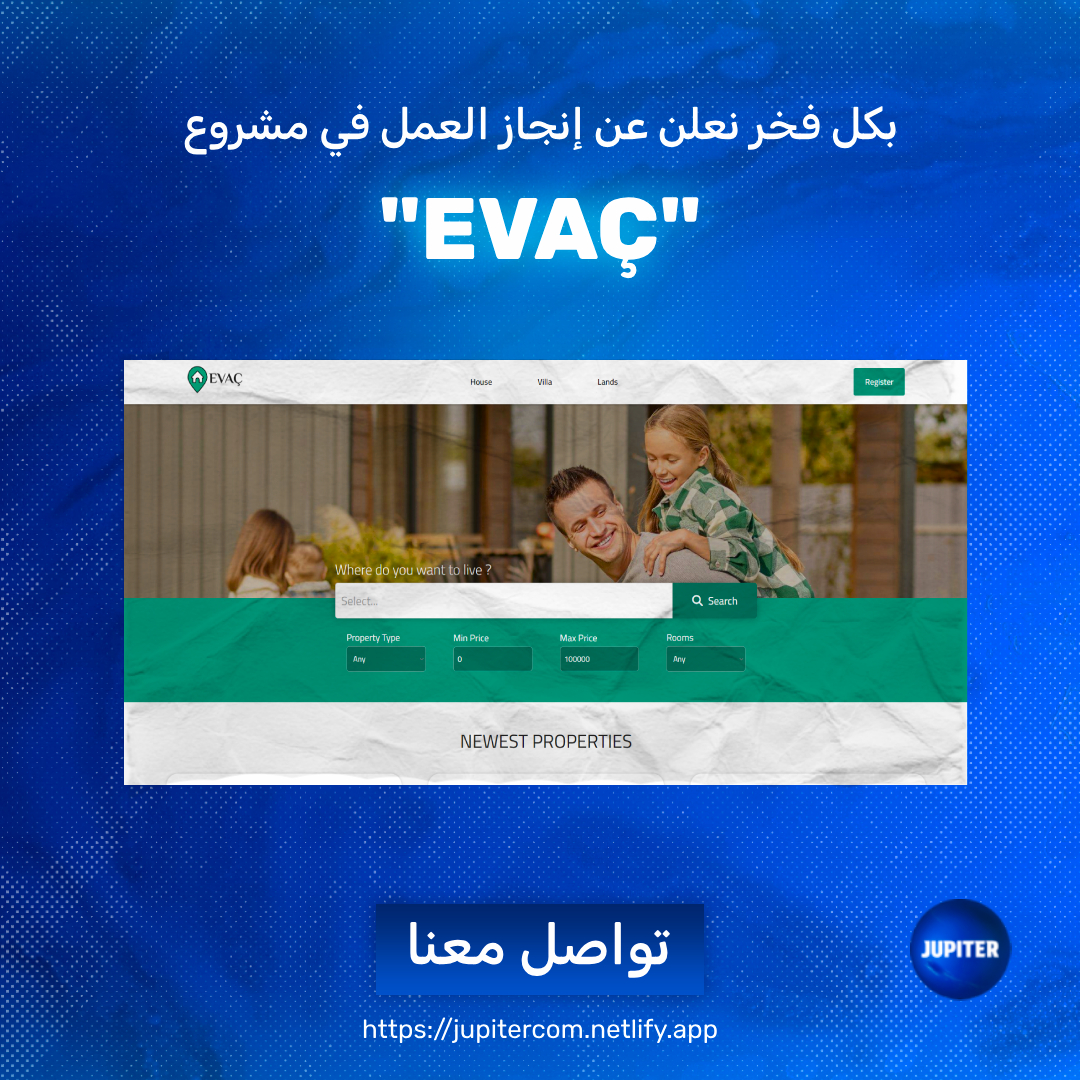 بكل فخر نعلن عن إنجاز العمل في مشروع
"EVAÇ"
EVAÇ
House Villa Lands Register
Where do you want to live ?
Select...
Search
Property Type Min Price Max Price Rooms
Any 0 100000 Any
NEWEST PROPERTIES
تواصل معنا
JUPITER
https://jupitercom.netlify.app